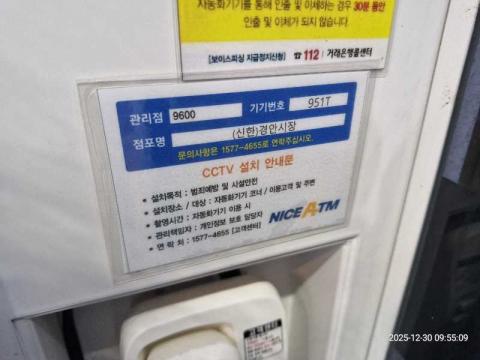 자동화기기를 통해 인출 및 이체하는 경우 30분 동안
인출 및 이체가 되지 않습니다.
[보이스피싱 지급정지신청] ☎ 112 / 거래은행콜센터
관리점 9600 기기번호 951T
점포명 (신한)경안시장
문의사항은 1577-4655로 연락주십시오.
CCTV 설치 안내문
• 설치목적 : 범죄예방 및 시설안전
• 설치장소 / 대상 : 자동화기기 코너 / 이용고객 및 주변
• 촬영시간 : 자동화기기 이용 시
• 관리책임자 : 개인정보 보호 담당자
• 연 락 처 : 1577-4655 [고객센터]
NICE ATM
2025-12-30 09:55:09